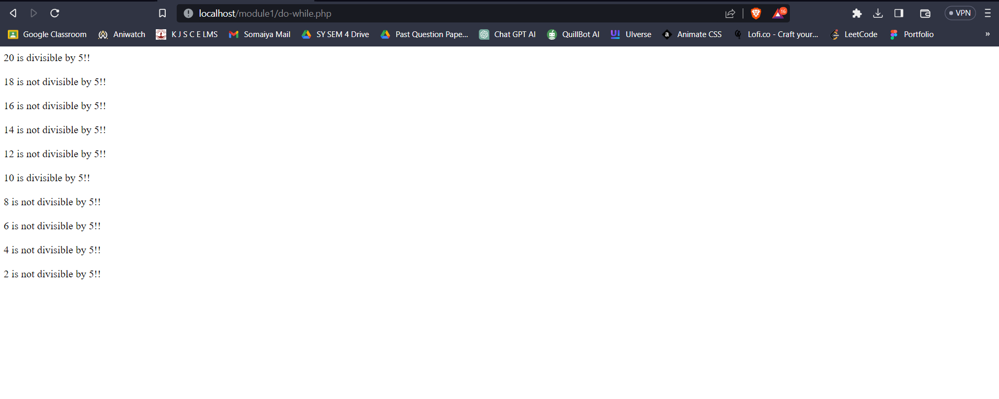 localhost/module1/do-while.php
16
VPN
Google Classroom Aniwatch K J S C E LMS Somaiya Mail SY SEM 4 Drive Past Question Pape... Chat GPT AI QuillBot AI UIverse Animate CSS Lofi.co - Craft your... LeetCode Portfolio »
20 is divisible by 5!!
18 is not divisible by 5!!
16 is not divisible by 5!!
14 is not divisible by 5!!
12 is not divisible by 5!!
10 is divisible by 5!!
8 is not divisible by 5!!
6 is not divisible by 5!!
4 is not divisible by 5!!
2 is not divisible by 5!!